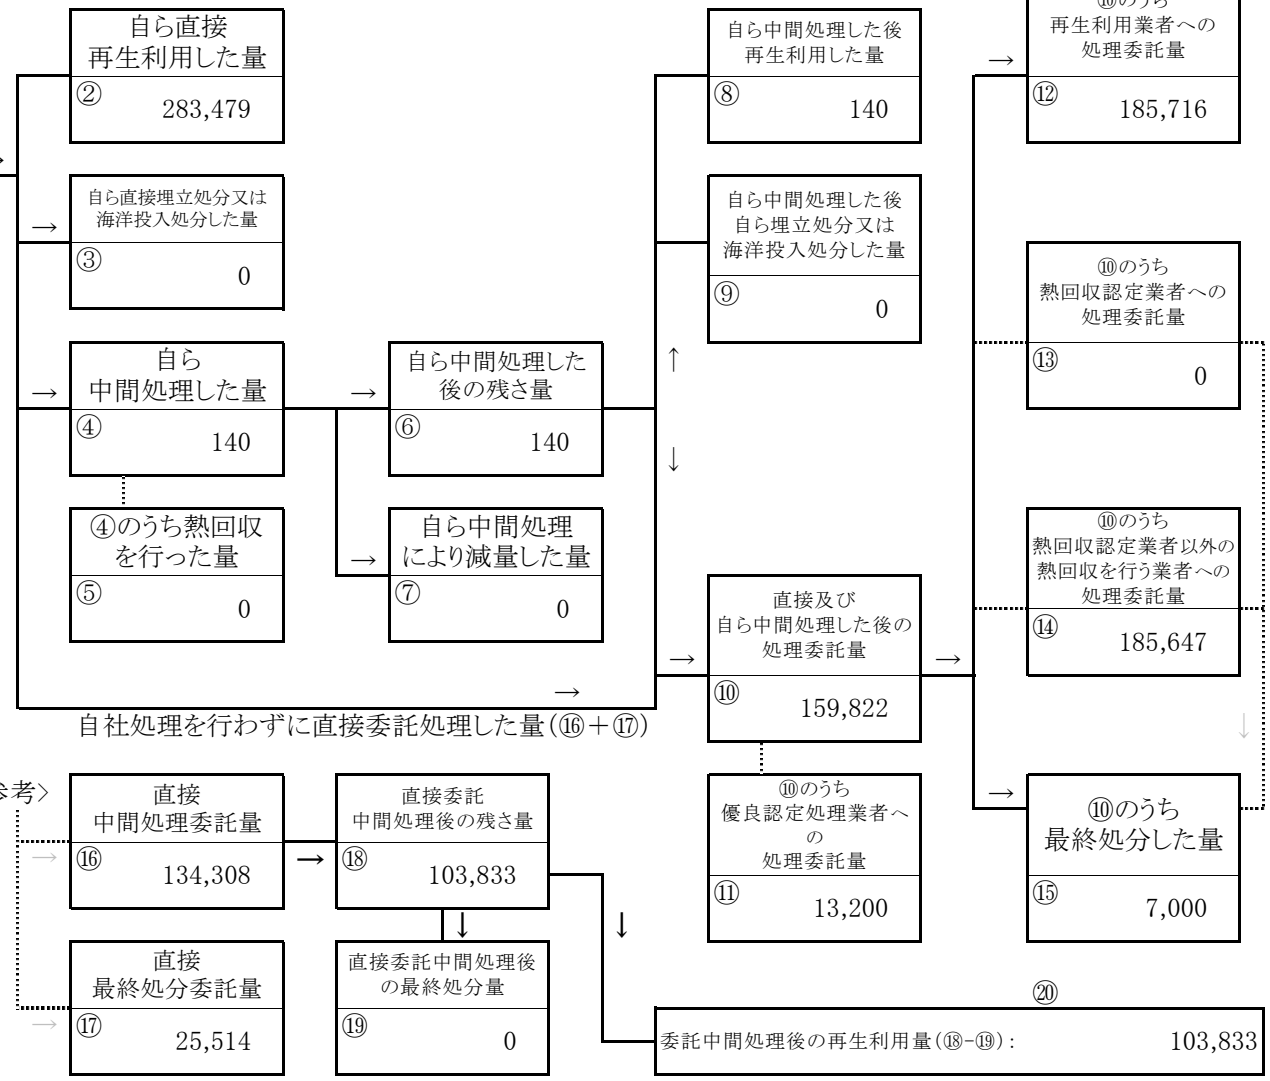 自ら直接
再生利用した量
② 283,479
→
自ら直接埋立処分又は
海洋投入処分した量
③ 0
→
自ら
中間処理した量
④ 140
④のうち熱回収
を行った量
⑤ 0
→
自ら中間処理した
後の残さ量
⑥ 140
→
自ら中間処理
により減量した量
⑦ 0
自ら中間処理した後
再生利用した量
⑧ 140
自ら中間処理した後
自ら埋立処分又は
海洋投入処分した量
⑨ 0
↑
↓
→
自社処理を行わずに直接委託処理した量(⑯+⑰)
→
直接及び
自ら中間処理した後の
処理委託量
⑩ 159,822
→
⑩のうち
優良認定処理業者へ
の
処理委託量
⑪ 13,200
→
⑩のうち
再生利用業者への
処理委託量
⑫ 185,716
⑩のうち
熱回収認定業者への
処理委託量
⑬ 0
⑩のうち
熱回収認定業者以外の
熱回収を行う業者への
処理委託量
⑭ 185,647
↓
→
⑩のうち
最終処分した量
⑮ 7,000
考〉
→
直接
中間処理委託量
⑯ 134,308
→
直接
最終処分委託量
⑰ 25,514
→
直接委託
中間処理後の残さ量
⑱ 103,833
↓
直接委託中間処理後
の最終処分量
⑲ 0
↓
⑳
委託中間処理後の再生利用量(⑱-⑲): 103,833